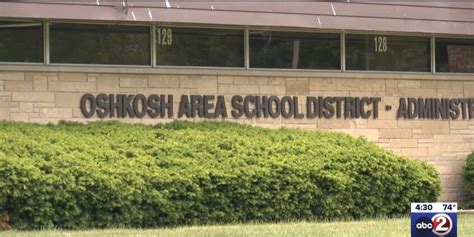 129
128
OSHKOSH AREA SCHOOL DISTRICT - ADMINIST
4:30 74°
abc 2